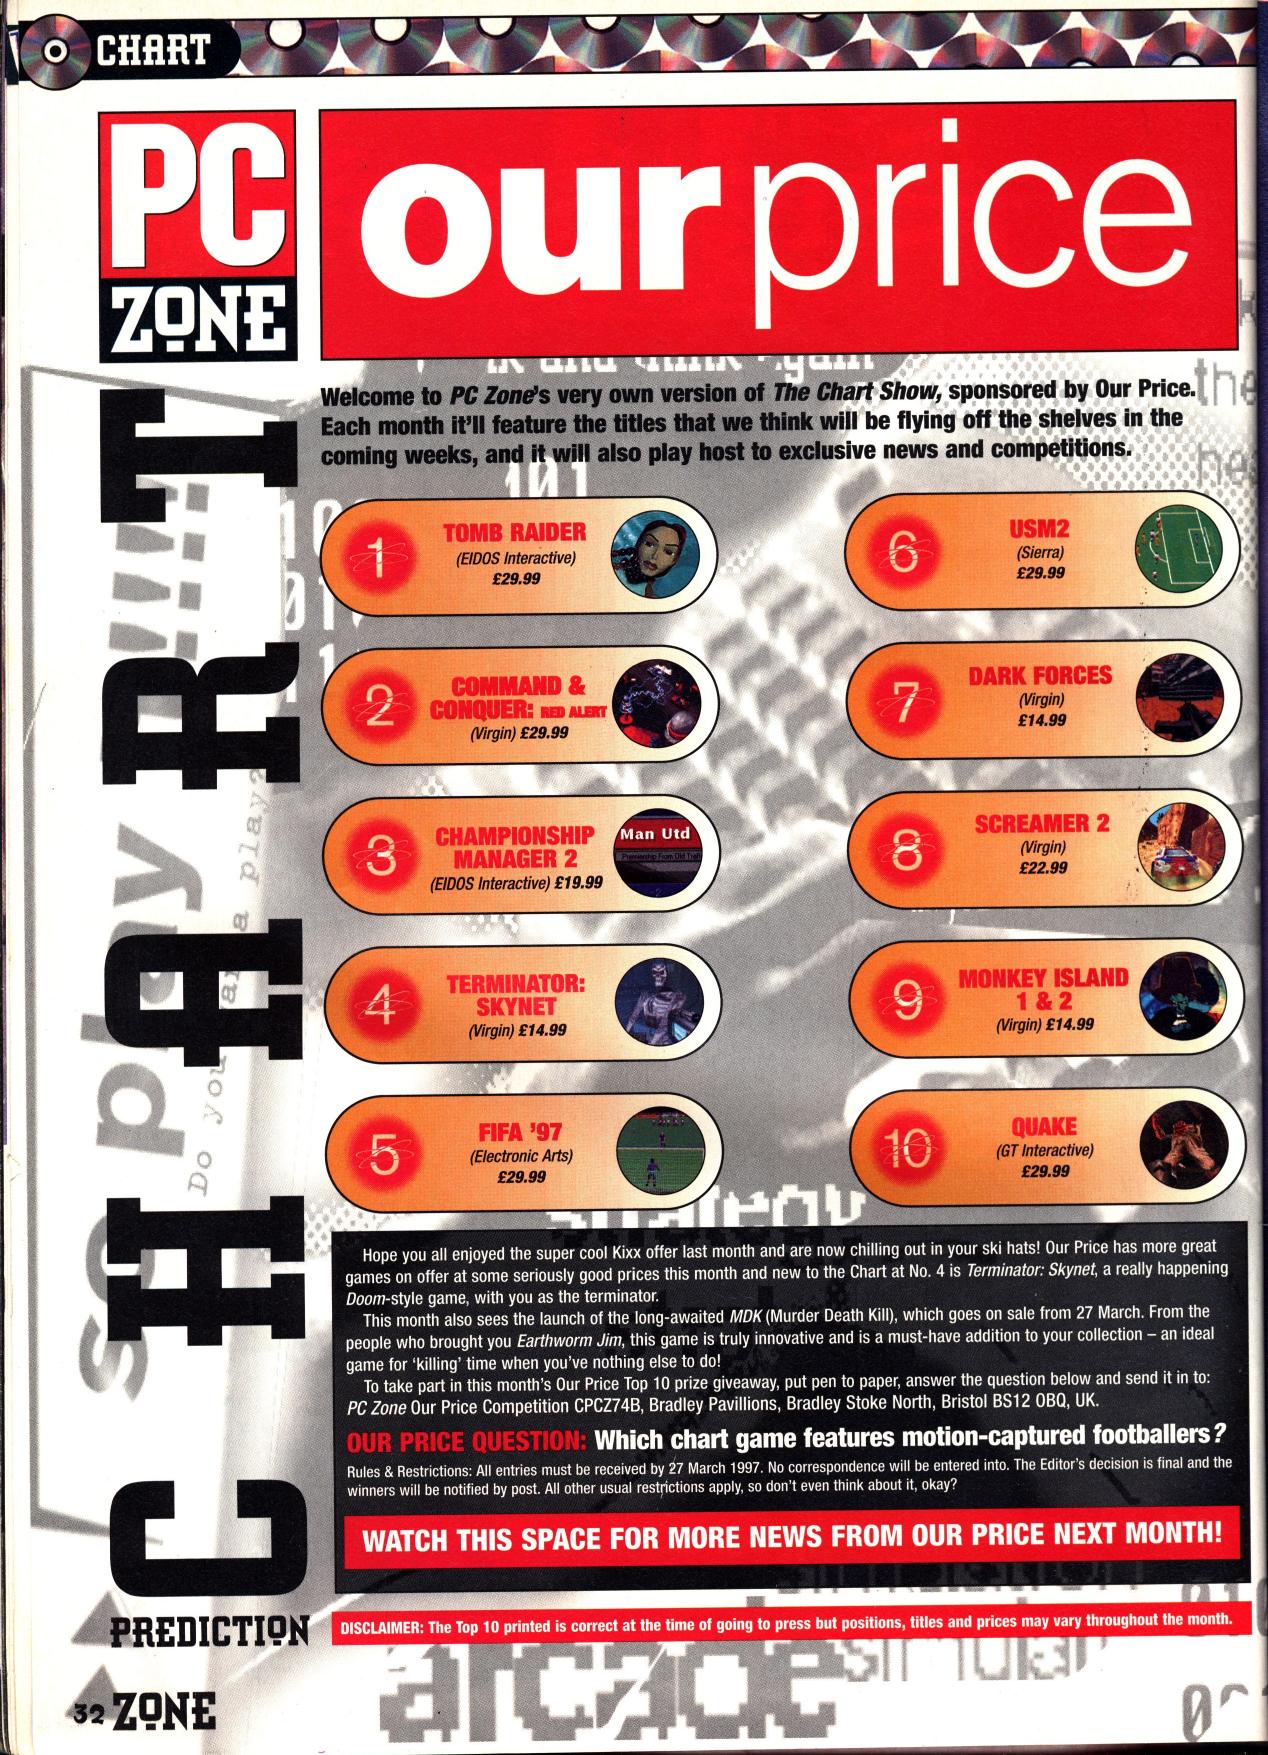 CHART
PC
ZONE
ourprice
Welcome to PC Zone's very own version of The Chart Show, sponsored by Our Price.
Each month it'll feature the titles that we think will be flying off the shelves in the
coming weeks, and it will also play host to exclusive news and competitions.
1
TOMB RAIDER
(EIDOS Interactive)
£29.99
2
COMMAND &
CONQUER: RED ALERT
(Virgin) £29.99
3
CHAMPIONSHIP
MANAGER 2
(EIDOS Interactive) £19.99
Man Utd
4
TERMINATOR:
SKYNET
(Virgin) £14.99
5
FIFA '97
(Electronic Arts)
£29.99
6
USM2
(Sierra)
£29.99
7
DARK FORCES
(Virgin)
£14.99
8
SCREAMER 2
(Virgin)
£22.99
9
MONKEY ISLAND
1 & 2
(Virgin) £14.99
10
QUAKE
(GT Interactive)
£29.99
Hope you all enjoyed the super cool Kixx offer last month and are now chilling out in your ski hats! Our Price has more great
games on offer at some seriously good prices this month and new to the Chart at No. 4 is Terminator: Skynet, a really happening
Doom-style game, with you as the terminator.
This month also sees the launch of the long-awaited MDK (Murder Death Kill), which goes on sale from 27 March. From the
people who brought you Earthworm Jim, this game is truly innovative and is a must-have addition to your collection – an ideal
game for 'killing' time when you've nothing else to do!
To take part in this month's Our Price Top 10 prize giveaway, put pen to paper, answer the question below and send it in to:
PC Zone Our Price Competition CPCZ74B, Bradley Pavillions, Bradley Stoke North, Bristol BS12 0BQ, UK.
OUR PRICE QUESTION: Which chart game features motion-captured footballers?
Rules & Restrictions: All entries must be received by 27 March 1997. No correspondence will be entered into. The Editor's decision is final and the
winners will be notified by post. All other usual restrictions apply, so don't even think about it, okay?
WATCH THIS SPACE FOR MORE NEWS FROM OUR PRICE NEXT MONTH!
DISCLAIMER: The Top 10 printed is correct at the time of going to press but positions, titles and prices may vary throughout the month.
CHART
PREDICTION
so play
Do you
play?
101
strategy
arcade
32 ZONE